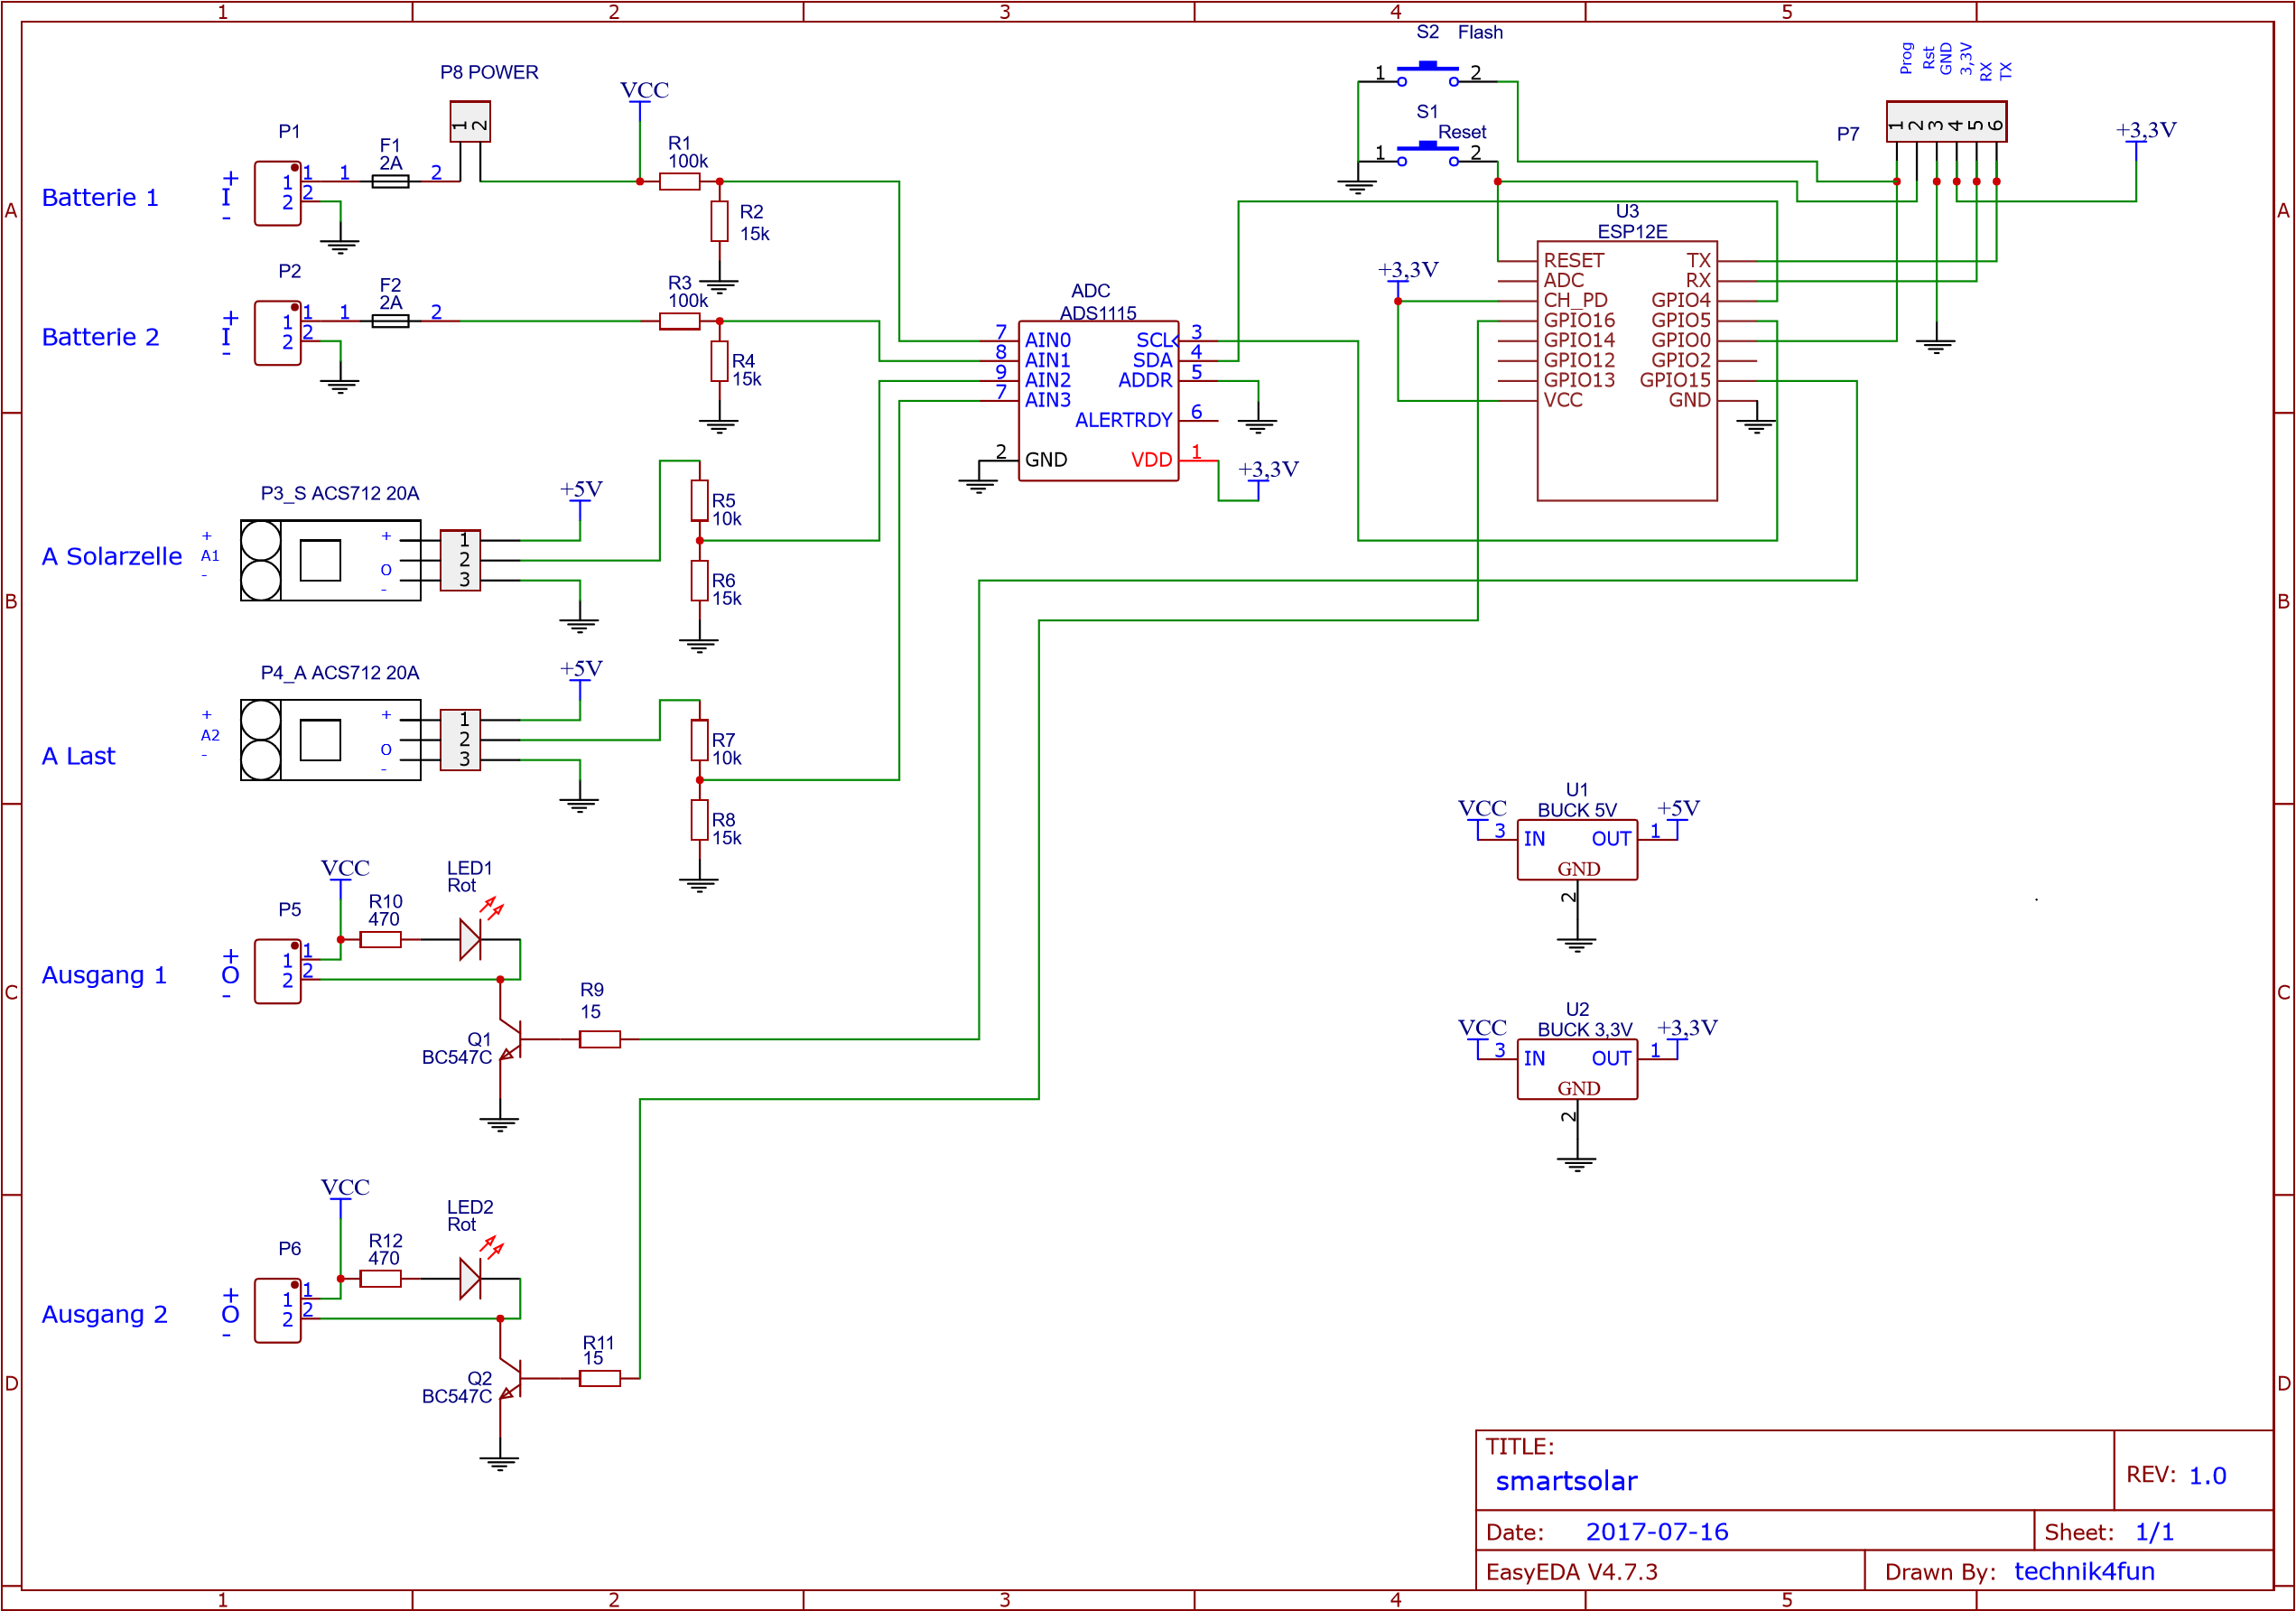 1 2 3 4 5
A
B
C
D
A
B
C
D
S2 Flash
1 2
S1
Reset
1 2
Prog
Rst
GND
3,3V
RX
TX
P7
1 2 3 4 5 6
+3,3V
P8 POWER
1 2
VCC
P1
F1
2A
R1
100k
Batterie 1
+
I
-
1 1
2 2
1 2
R2
15k
P2
F2
2A
R3
100k
Batterie 2
+
I
-
1 1
2 2
1 2
R4
15k
ADC
ADS1115
7 AIN0
8 AIN1
9 AIN2
7 AIN3
2 GND
SCL 3
SDA 4
ADDR 5
ALERTRDY 6
VDD 1
+3,3V
U3
ESP12E
+3,3V
RESET TX
ADC RX
CH_PD GPIO4
GPIO16 GPIO5
GPIO14 GPIO0
GPIO12 GPIO2
GPIO13 GPIO15
VCC GND
P3_S ACS712 20A
+5V
A Solarzelle
+
A1
-
+
O
-
1
2
3
R5
10k
R6
15k
P4_A ACS712 20A
+5V
A Last
+
A2
-
+
O
-
1
2
3
R7
10k
R8
15k
U1
BUCK 5V
VCC +5V
3 IN OUT 1
GND
2
U2
BUCK 3,3V
VCC +3,3V
3 IN OUT 1
GND
2
VCC
LED1
Rot
P5
R10
470
Ausgang 1
+
O
-
1 1
2 2
R9
15
Q1
BC547C
VCC
LED2
Rot
P6
R12
470
Ausgang 2
+
O
-
1 1
2 2
R11
15
Q2
BC547C
TITLE:
smartsolar
REV: 1.0
Date: 2017-07-16
Sheet: 1/1
EasyEDA V4.7.3
Drawn By: technik4fun
1 2 3 4 5